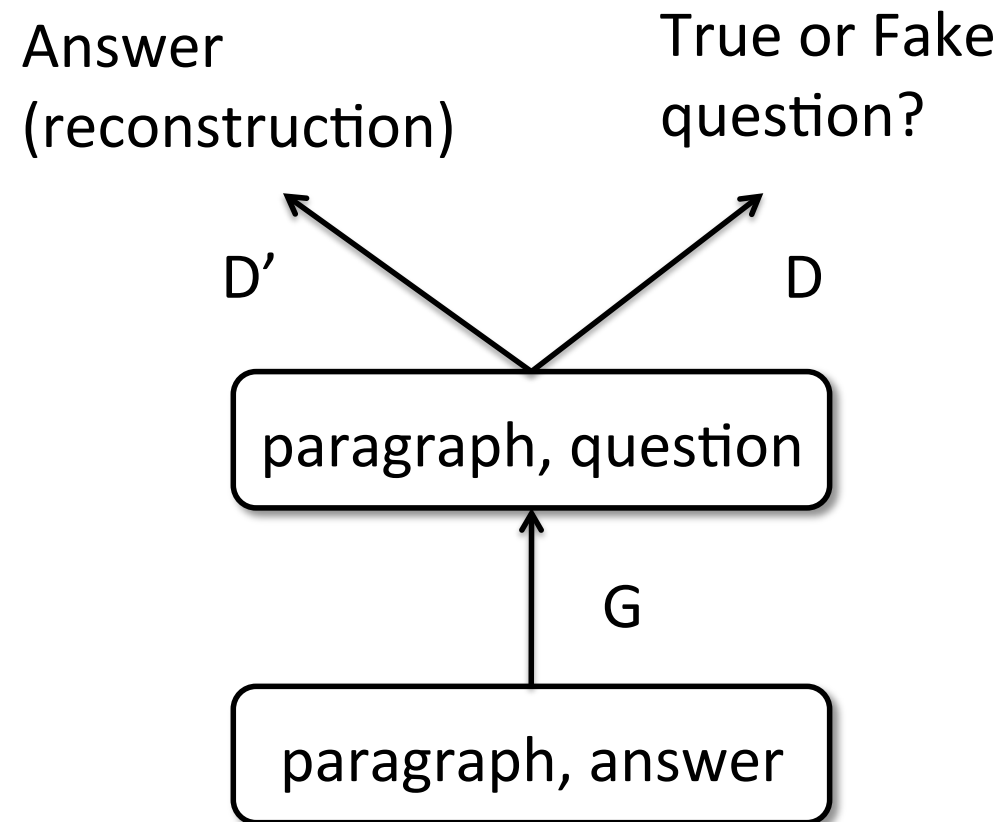 Answer
(reconstruction)
True or Fake
question?
D’
D
paragraph, question
G
paragraph, answer